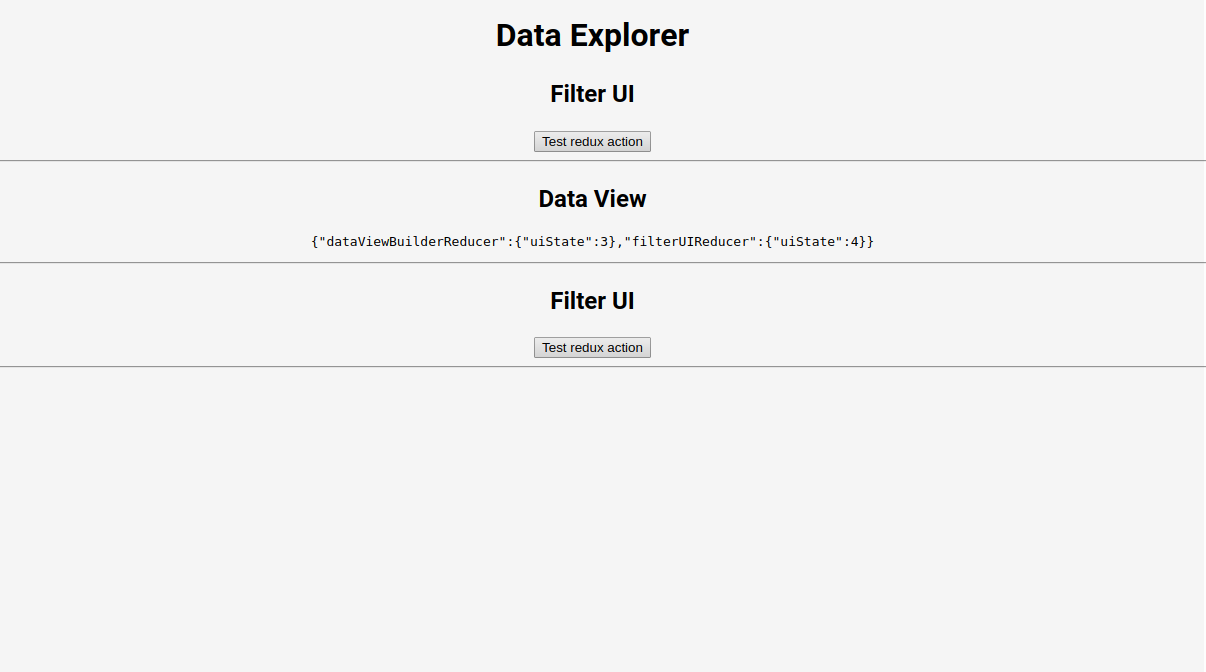 Data Explorer
Filter UI
Test redux action
Data View
{"dataViewBuilderReducer":{"uiState":3},"filterUIReducer":{"uiState":4}}
Filter UI
Test redux action